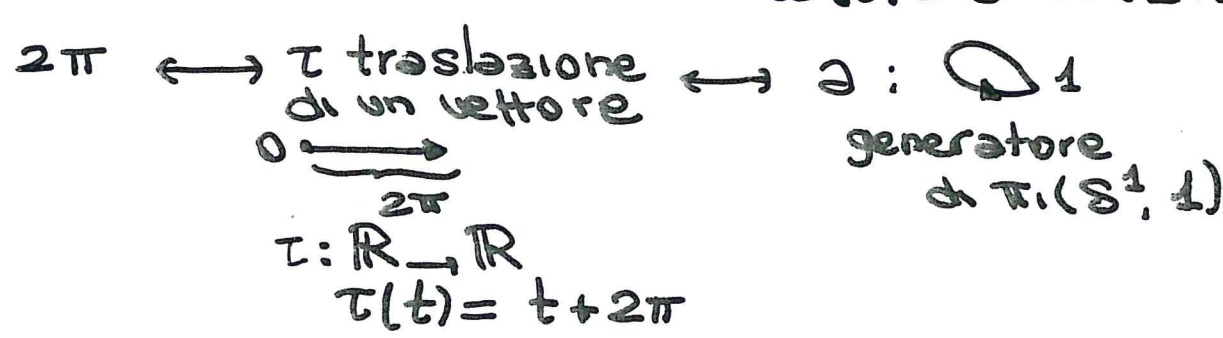 2π ↔ τ traslazione ↔ a : 1
di un vettore
generatore
0
di π₁(S¹, 1)
2π
τ: ℝ → ℝ
τ(t) = t + 2π